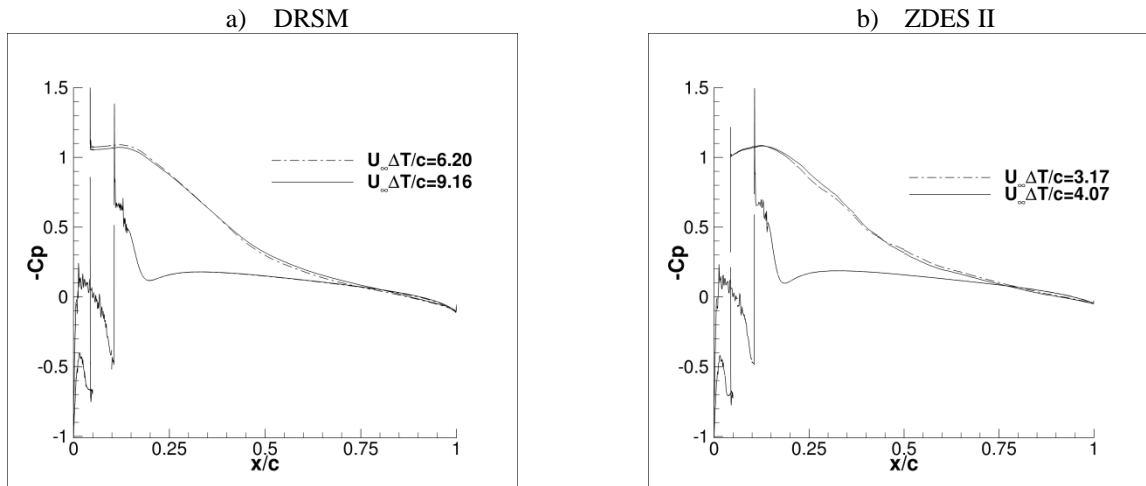 a) DRSM
b) ZDES II
1.5
1
0.5
0
-0.5
-1
-Cp
U∞ΔT/c=6.20
U∞ΔT/c=9.16
0 0.25 0.5 0.75 1
x/c
1.5
1
0.5
0
-0.5
-1
-Cp
U∞ΔT/c=3.17
U∞ΔT/c=4.07
0 0.25 0.5 0.75 1
x/c